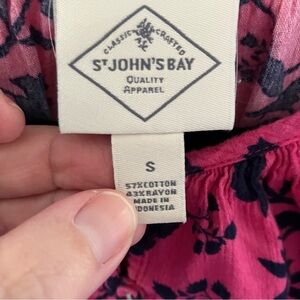 CLASSIC CRAFTED
ST JOHN'S BAY
QUALITY
APPAREL
S
57%COTTON
43%RAYON
MADE IN
INDONESIA